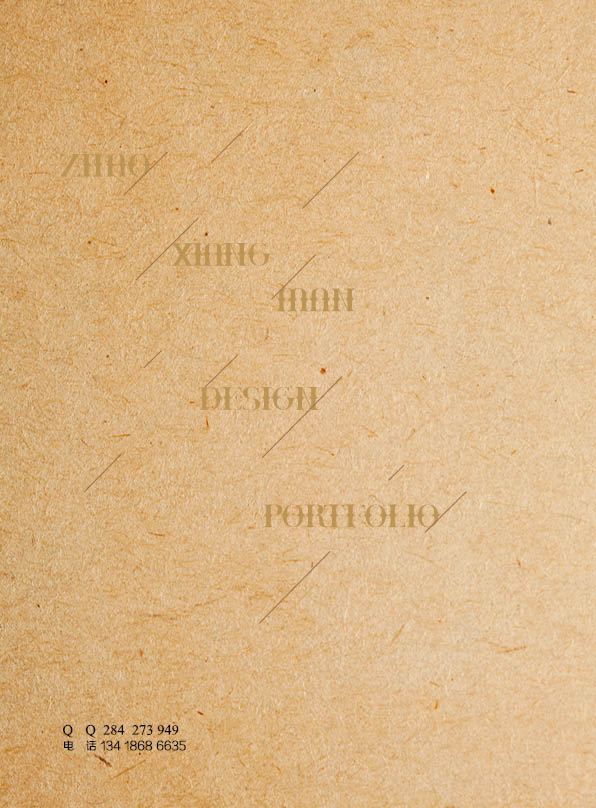 ZHAO
XIANG
MAN
DESIGN
PORTFOLIO
Q Q 284 273 949
电 话 134 1868 6635